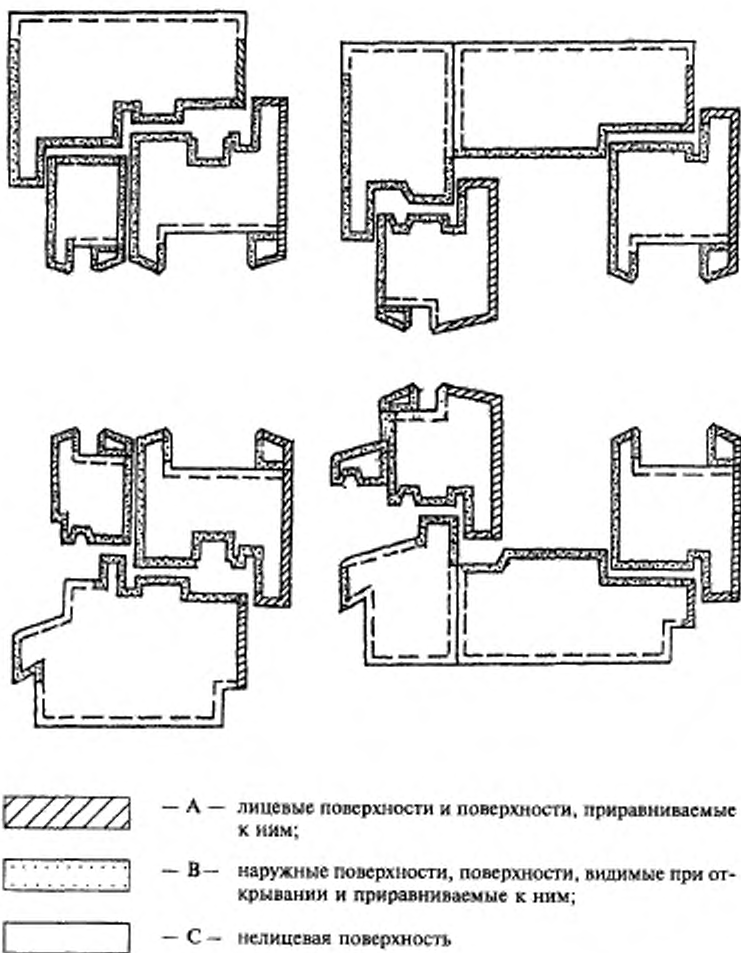 — А — лицевые поверхности и поверхности, приравниваемые
к ним;
— В — наружные поверхности, поверхности, видимые при от-
крывании и приравниваемые к ним;
— С — нелицевая поверхность